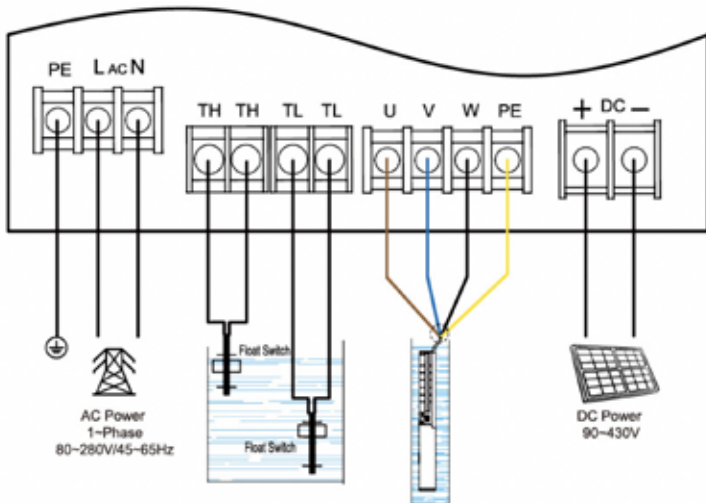 PE L AC N
TH TH TL TL
U V W PE
+ DC −
Float Switch
Float Switch
AC Power
1~Phase
80~280V/45~65Hz
DC Power
90~430V